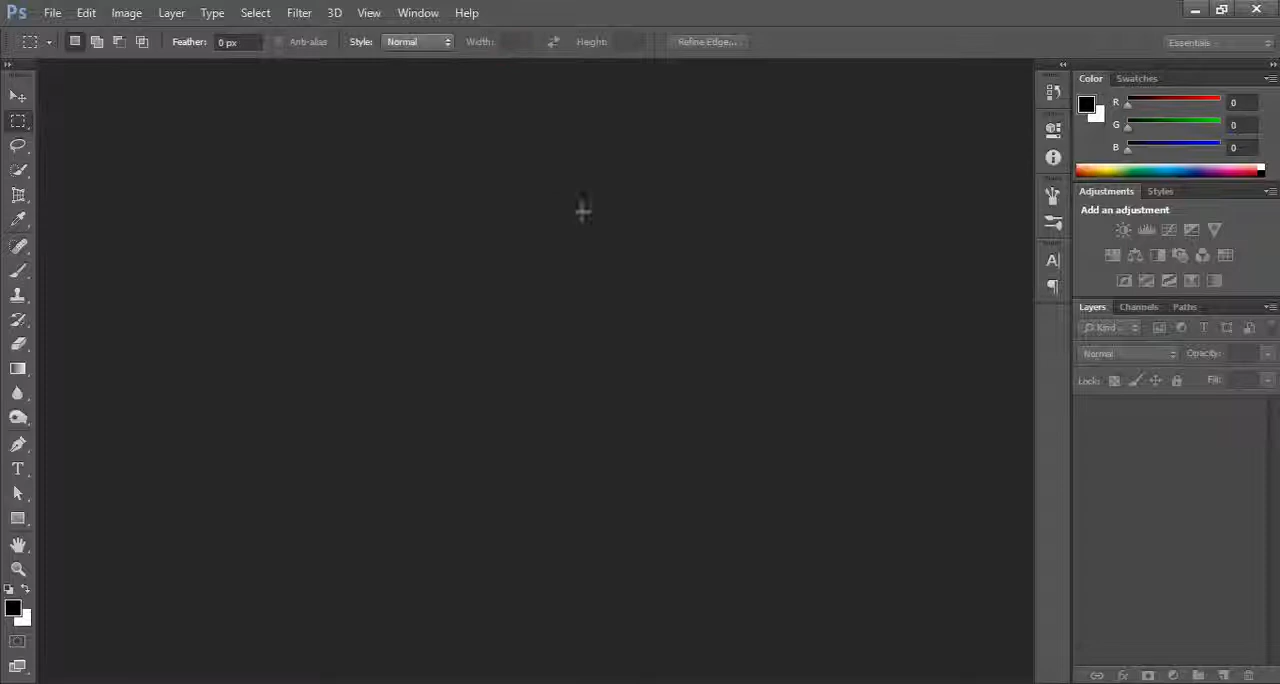 Ps File Edit Image Layer Type Select Filter 3D View Window Help
Feather: 0 px Anti-alias Style: Normal Width: Height: Refine Edge... Essentials
Color Swatches
R 0
G 0
B 0
Adjustments Styles
Add an adjustment
Layers Channels Paths
Kind
Normal Opacity:
Lock: Fill: